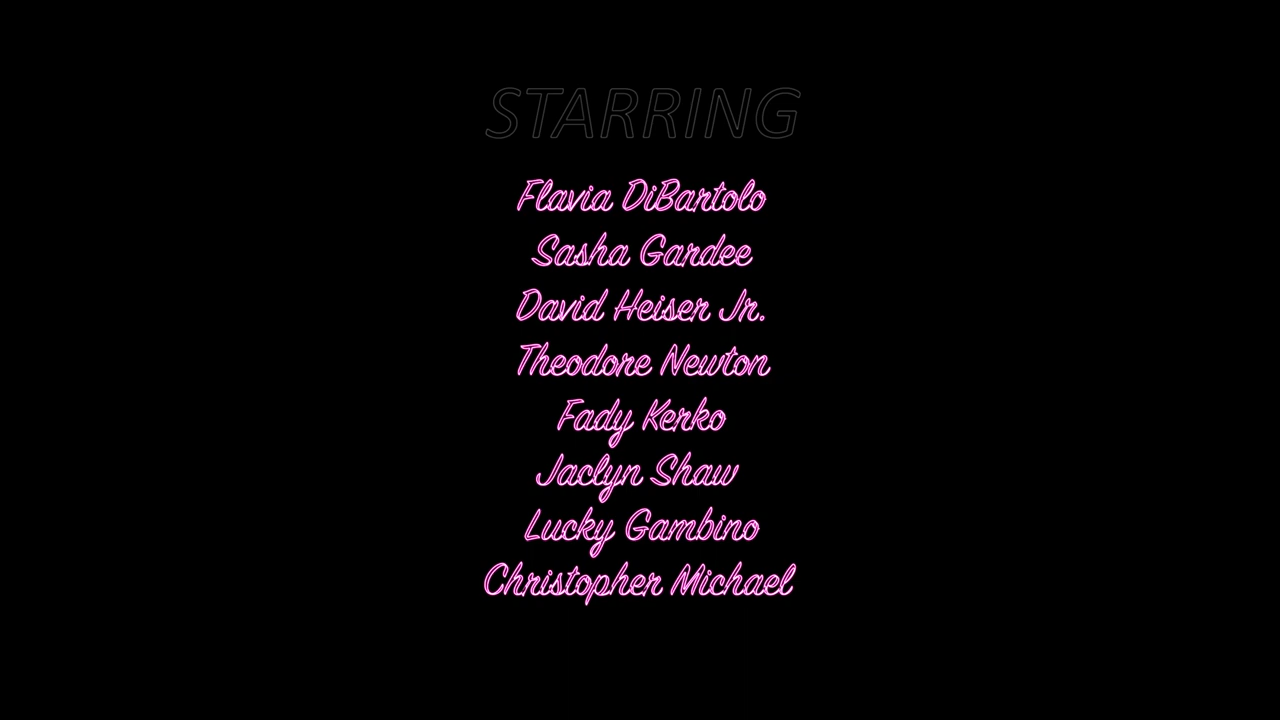 STARRING
Flavia DiBartolo
Sasha Gardee
David Heiser Jr.
Theodore Newton
Fady Kerko
Jaclyn Shaw
Lucky Gambino
Christopher Michael